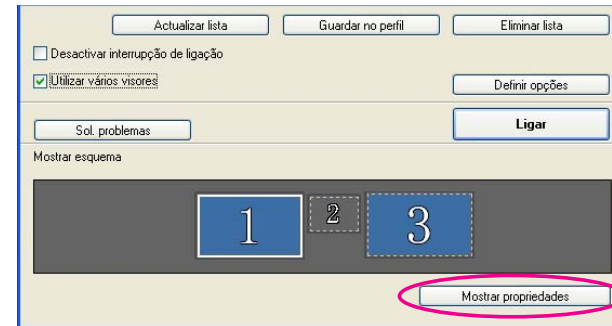 Actualizar lista Guardar no perfil Eliminar lista
Desactivar interrupção de ligação
Utilizar vários visores Definir opções
Sol. problemas Ligar
Mostrar esquema
1 2 3
Mostrar propriedades